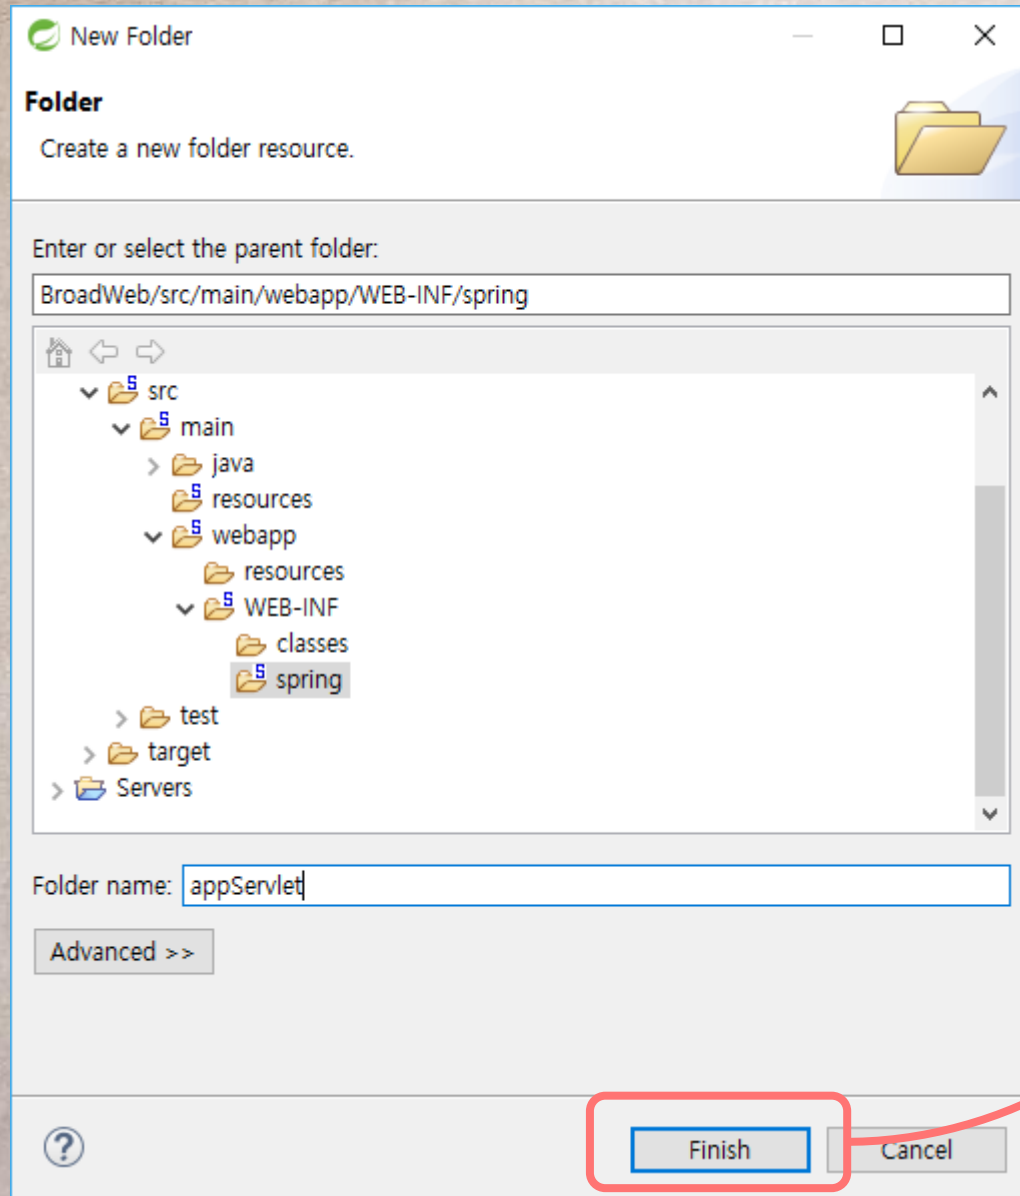 New Folder
Folder
Create a new folder resource.
Enter or select the parent folder:
BroadWeb/src/main/webapp/WEB-INF/spring
S src
S main
java
S resources
S webapp
resources
S WEB-INF
classes
S spring
test
target
Servers
Folder name: appServlet
Advanced >>
? Finish Cancel